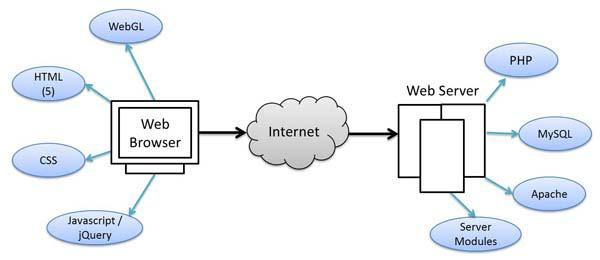 WebGL
HTML
(5)
CSS
Javascript /
jQuery
Web
Browser
Internet
Web Server
PHP
MySQL
Apache
Server
Modules